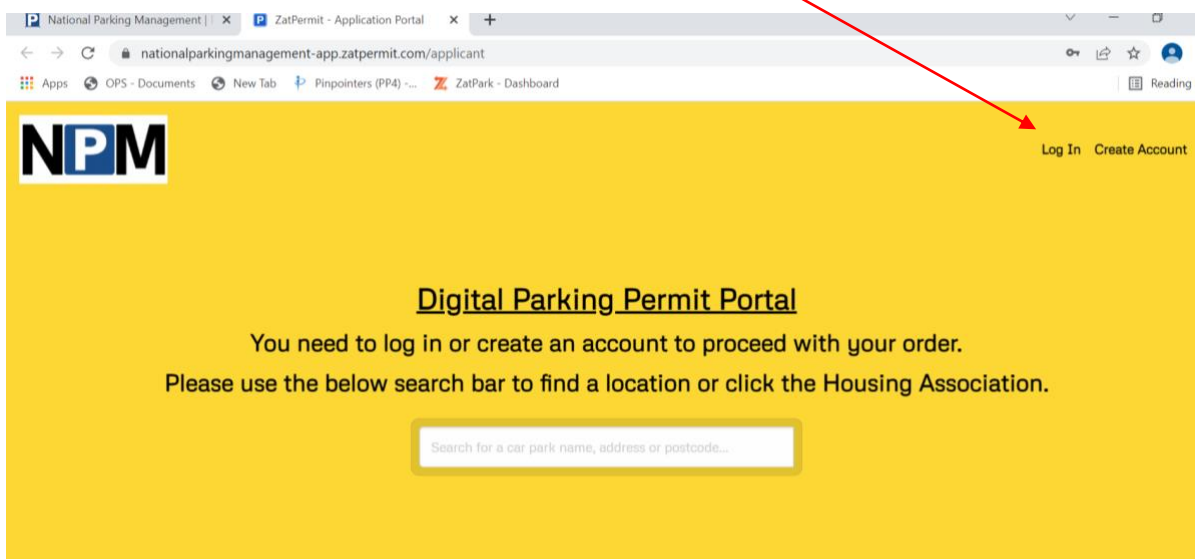 National Parking Management | ZatPermit - Application Portal
nationalparkingmanagement-app.zatpermit.com/applicant
Apps OPS - Documents New Tab Pinpointers (PP4) -... ZatPark - Dashboard Reading
NPM
Log In Create Account
Digital Parking Permit Portal
You need to log in or create an account to proceed with your order.
Please use the below search bar to find a location or click the Housing Association.
Search for a car park name, address or postcode...